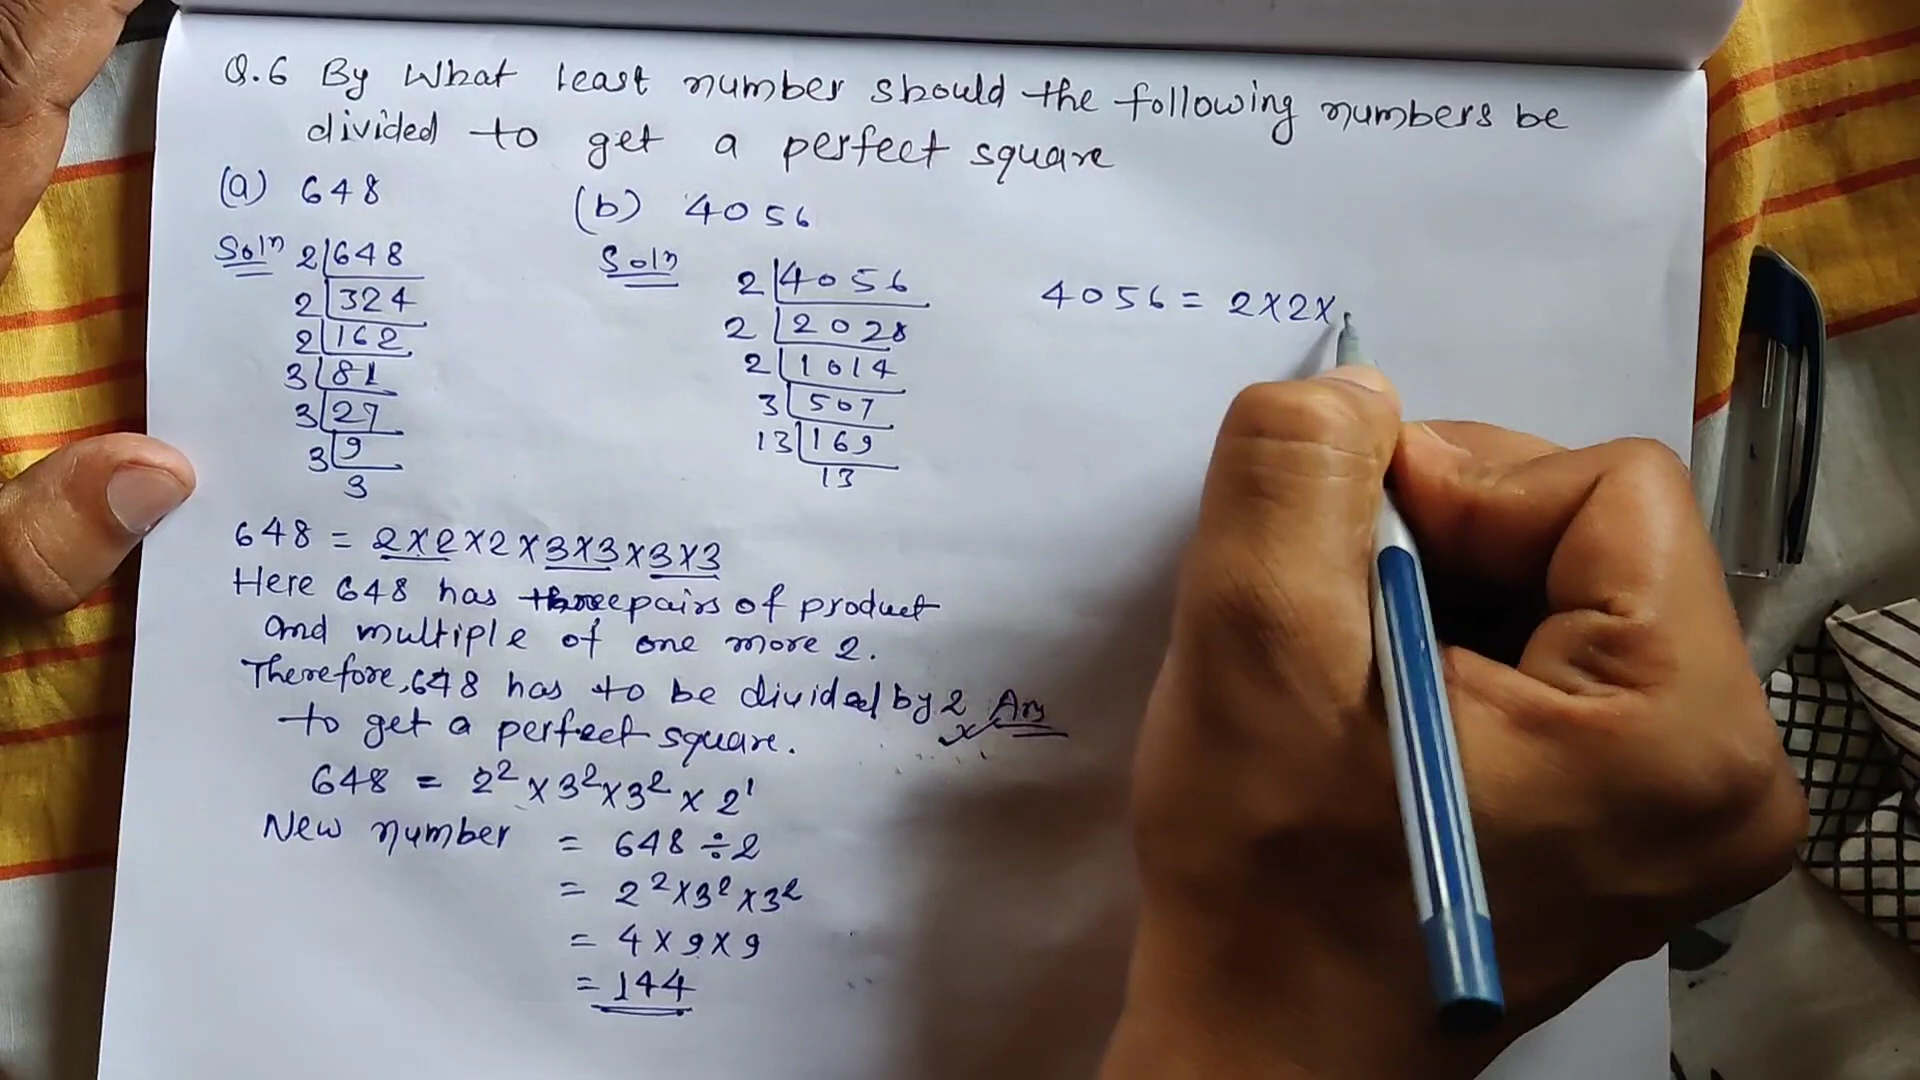 Q.6 By What least number should the following numbers be
divided to get a perfect square
(a) 648
(b) 4056
Soln 2|648
2|324
2|162
3|81
3|27
3|9
3
Soln
2|4056
2|2028
2|1014
3|507
13|169
13
4056 = 2×2×
648 = 2×2×2×3×3×3×3
Here 648 has three pairs of product
and multiple of one more 2.
Therefore, 648 has to be divided by 2 Ans
to get a perfect square.
648 = 2² × 3² × 3² × 2¹
New number = 648 ÷ 2
= 2² × 3² × 3²
= 4 × 9 × 9
= 144